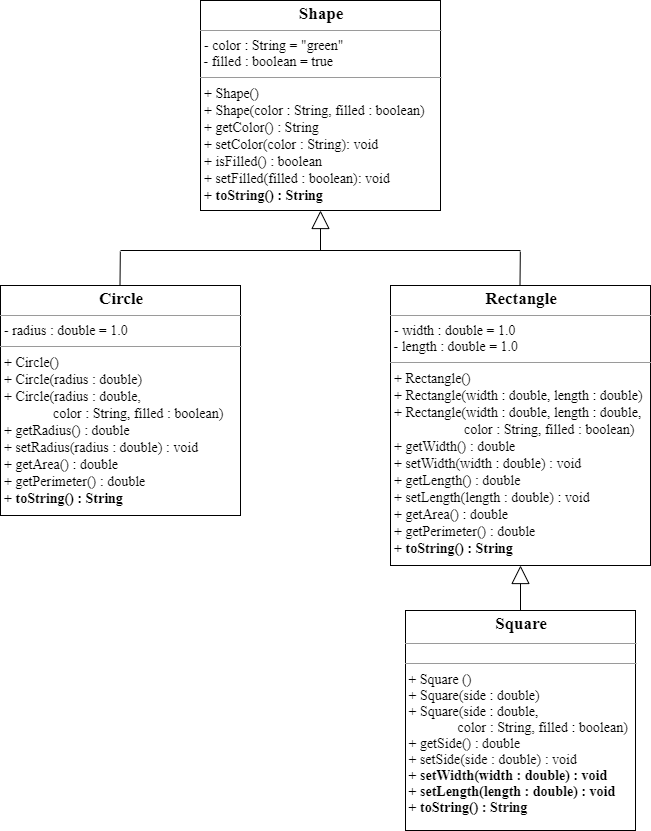 Shape
- color : String = "green"
- filled : boolean = true
+ Shape()
+ Shape(color : String, filled : boolean)
+ getColor() : String
+ setColor(color : String): void
+ isFilled() : boolean
+ setFilled(filled : boolean): void
+ toString() : String
Circle
- radius : double = 1.0
+ Circle()
+ Circle(radius : double)
+ Circle(radius : double,
color : String, filled : boolean)
+ getRadius() : double
+ setRadius(radius : double) : void
+ getArea() : double
+ getPerimeter() : double
+ toString() : String
Rectangle
- width : double = 1.0
- length : double = 1.0
+ Rectangle()
+ Rectangle(width : double, length : double)
+ Rectangle(width : double, length : double,
color : String, filled : boolean)
+ getWidth() : double
+ setWidth(width : double) : void
+ getLength() : double
+ setLength(length : double) : void
+ getArea() : double
+ getPerimeter() : double
+ toString() : String
Square
+ Square ()
+ Square(side : double)
+ Square(side : double,
color : String, filled : boolean)
+ getSide() : double
+ setSide(side : double) : void
+ setWidth(width : double) : void
+ setLength(length : double) : void
+ toString() : String